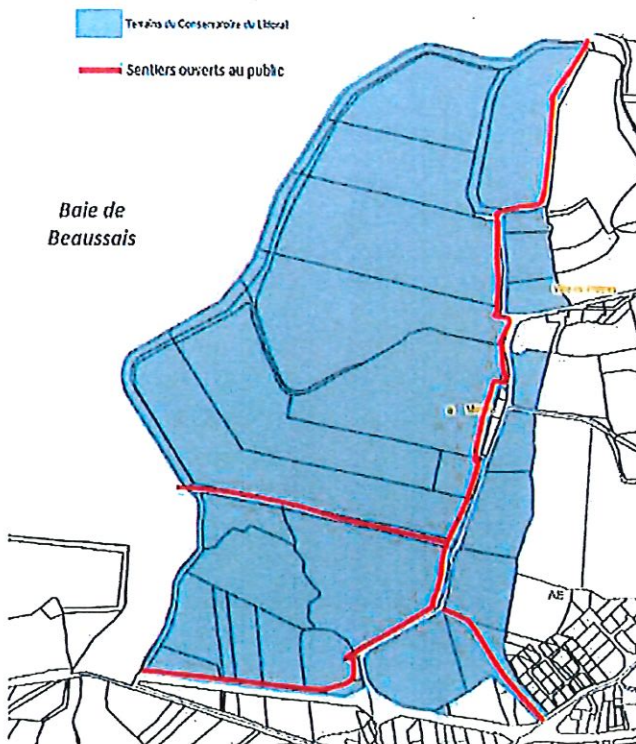 Terrains du Conservatoire du Littoral
Sentiers ouverts au public
Baie de
Beaussais
AE